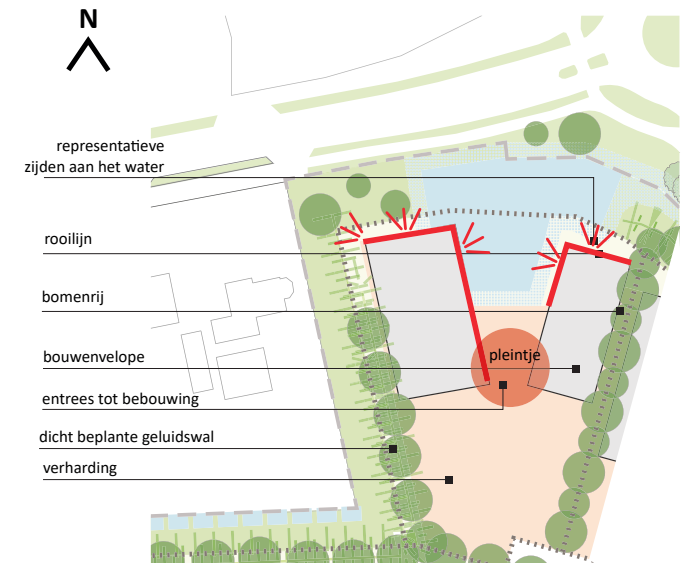 N
representatieve
zijden aan het water
rooilijn
bomenrij
bouwenvelope
pleintje
entrees tot bebouwing
dicht beplante geluidswal
verharding